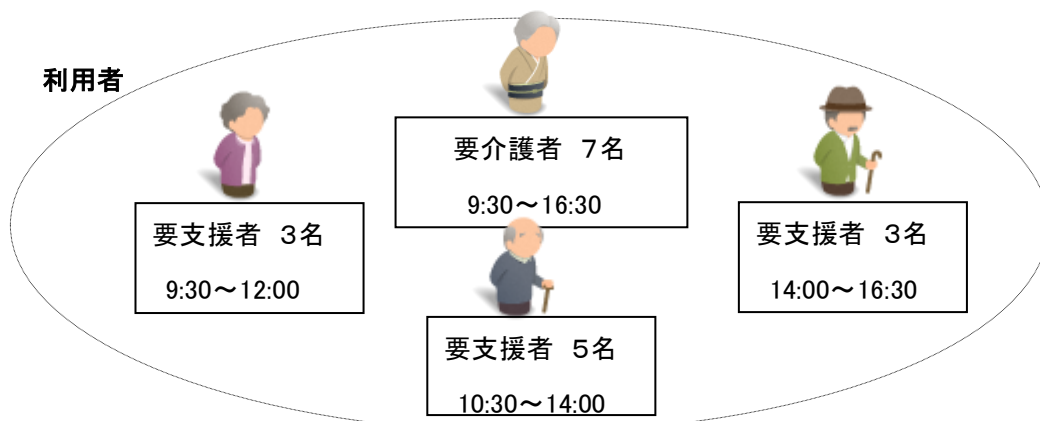 利用者
要介護者 ７名
9:30～16:30
要支援者 ３名
9:30～12:00
要支援者 ３名
14:00～16:30
要支援者 ５名
10:30～14:00